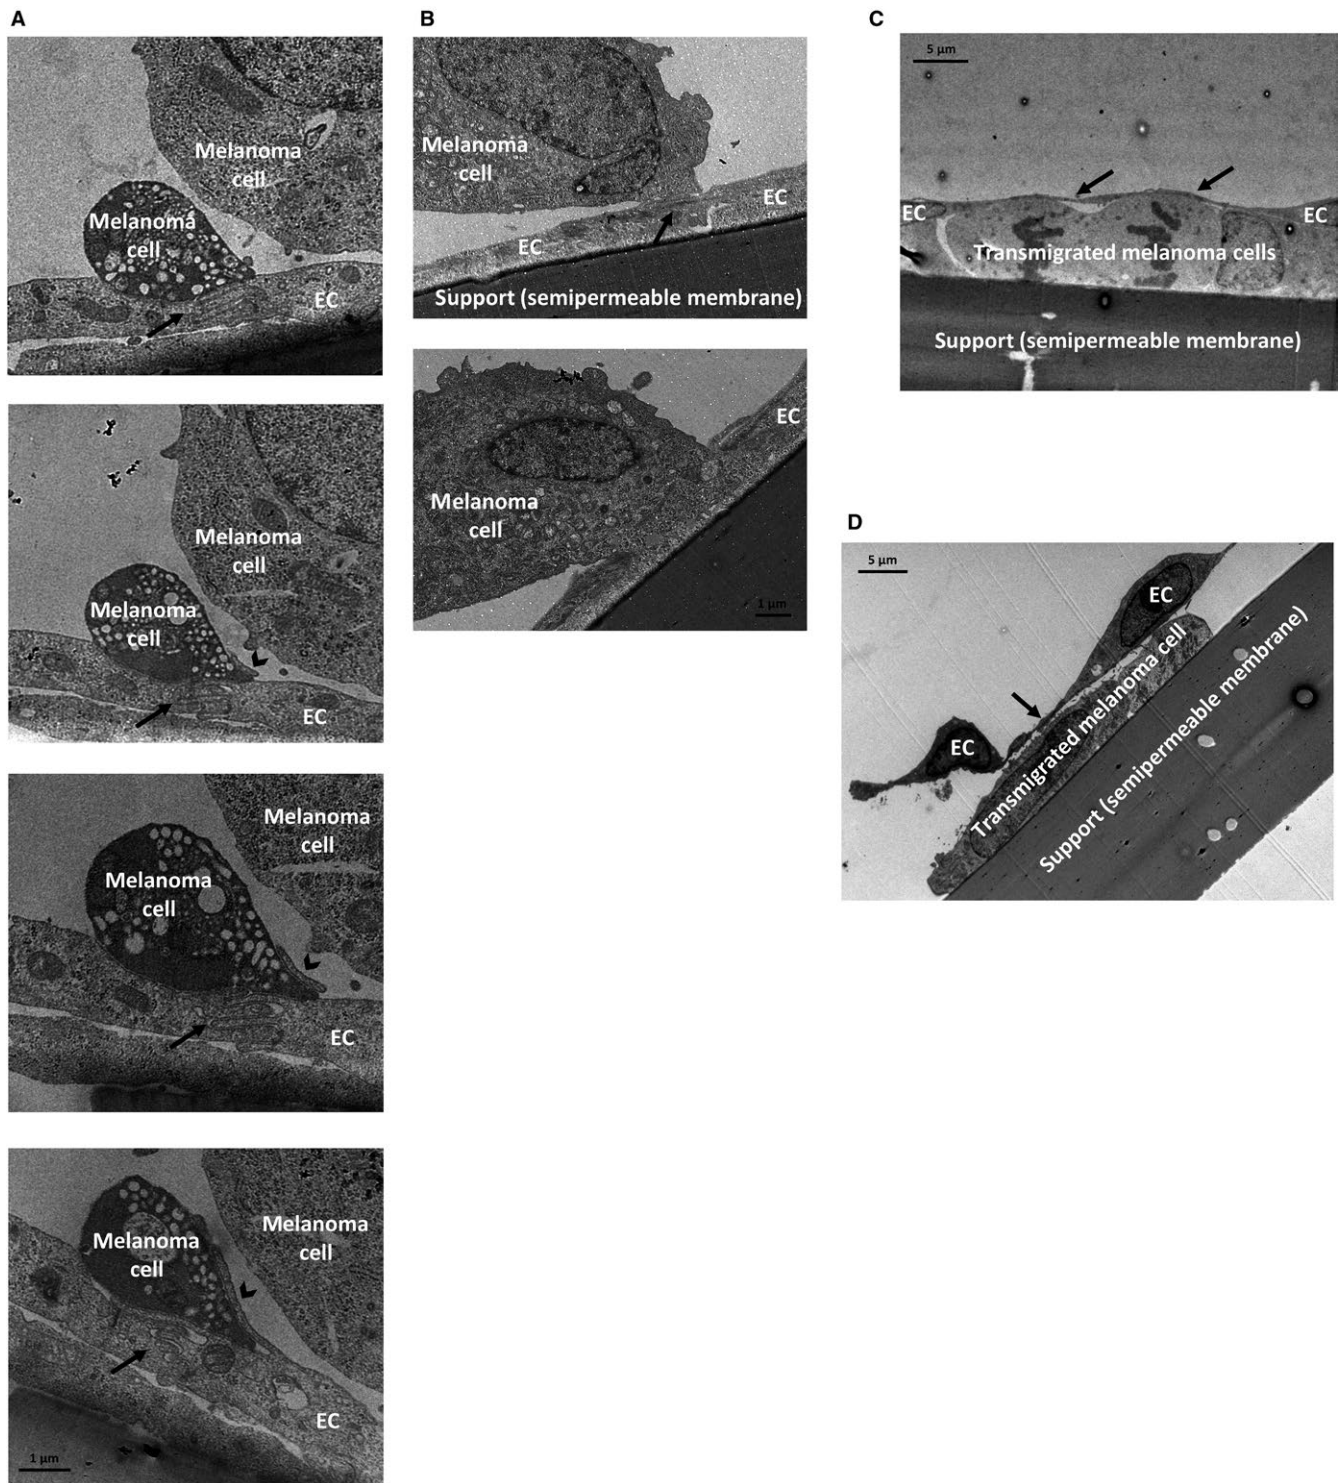 A
Melanoma
cell
Melanoma
cell
EC
Melanoma
cell
Melanoma
cell
EC
Melanoma
cell
Melanoma
cell
EC
Melanoma
cell
Melanoma
cell
EC
1 µm
B
Melanoma
cell
EC
EC
Support (semipermeable membrane)
EC
Melanoma
cell
1 µm
C
5 µm
EC
EC
Transmigrated melanoma cells
Support (semipermeable membrane)
D
5 µm
EC
EC
Transmigrated melanoma cell
Support (semipermeable membrane)